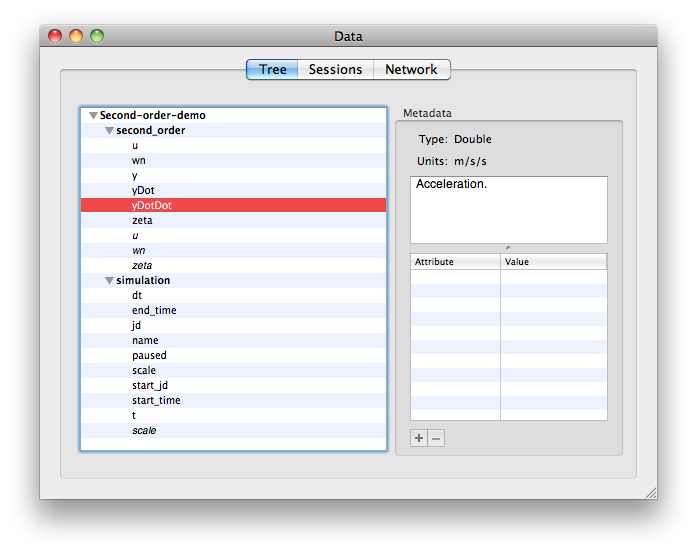 Data
Tree Sessions Network
Second-order-demo
second_order
u
wn
y
yDot
yDotDot
zeta
u
wn
zeta
simulation
dt
end_time
jd
name
paused
scale
start_jd
start_time
t
scale
Metadata
Type: Double
Units: m/s/s
Acceleration.
Attribute Value